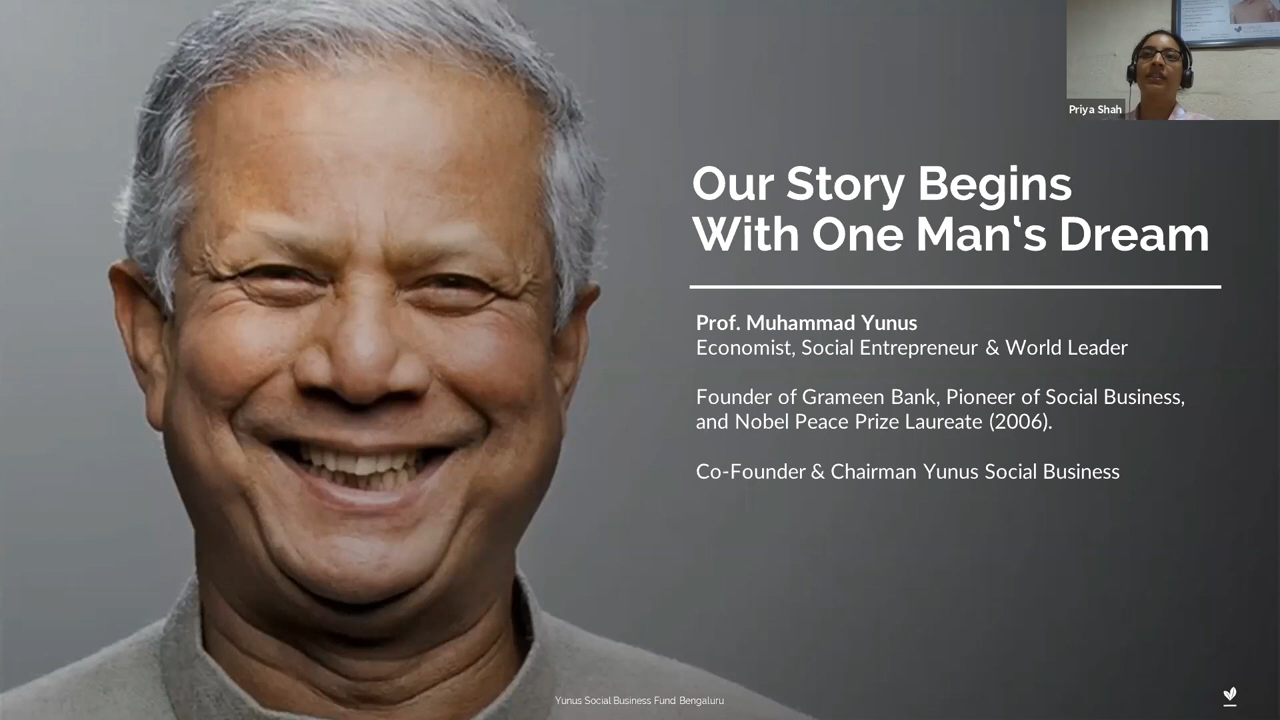 Priya Shah
Our Story Begins
With One Man‘s Dream
Prof. Muhammad Yunus
Economist, Social Entrepreneur & World Leader
Founder of Grameen Bank, Pioneer of Social Business,
and Nobel Peace Prize Laureate (2006).
Co-Founder & Chairman Yunus Social Business
Yunus Social Business Fund Bengaluru